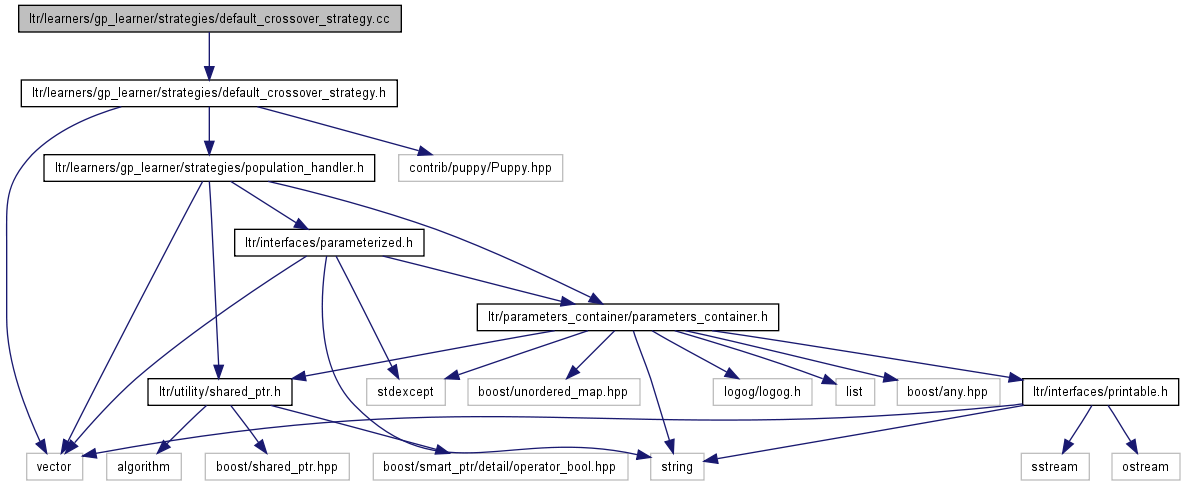 ltr/learners/gp_learner/strategies/default_crossover_strategy.cc
ltr/learners/gp_learner/strategies/default_crossover_strategy.h
ltr/learners/gp_learner/strategies/population_handler.h
contrib/puppy/Puppy.hpp
ltr/interfaces/parameterized.h
ltr/parameters_container/parameters_container.h
ltr/utility/shared_ptr.h
stdexcept
boost/unordered_map.hpp
logog/logog.h
list
boost/any.hpp
ltr/interfaces/printable.h
vector
algorithm
boost/shared_ptr.hpp
boost/smart_ptr/detail/operator_bool.hpp
string
sstream
ostream